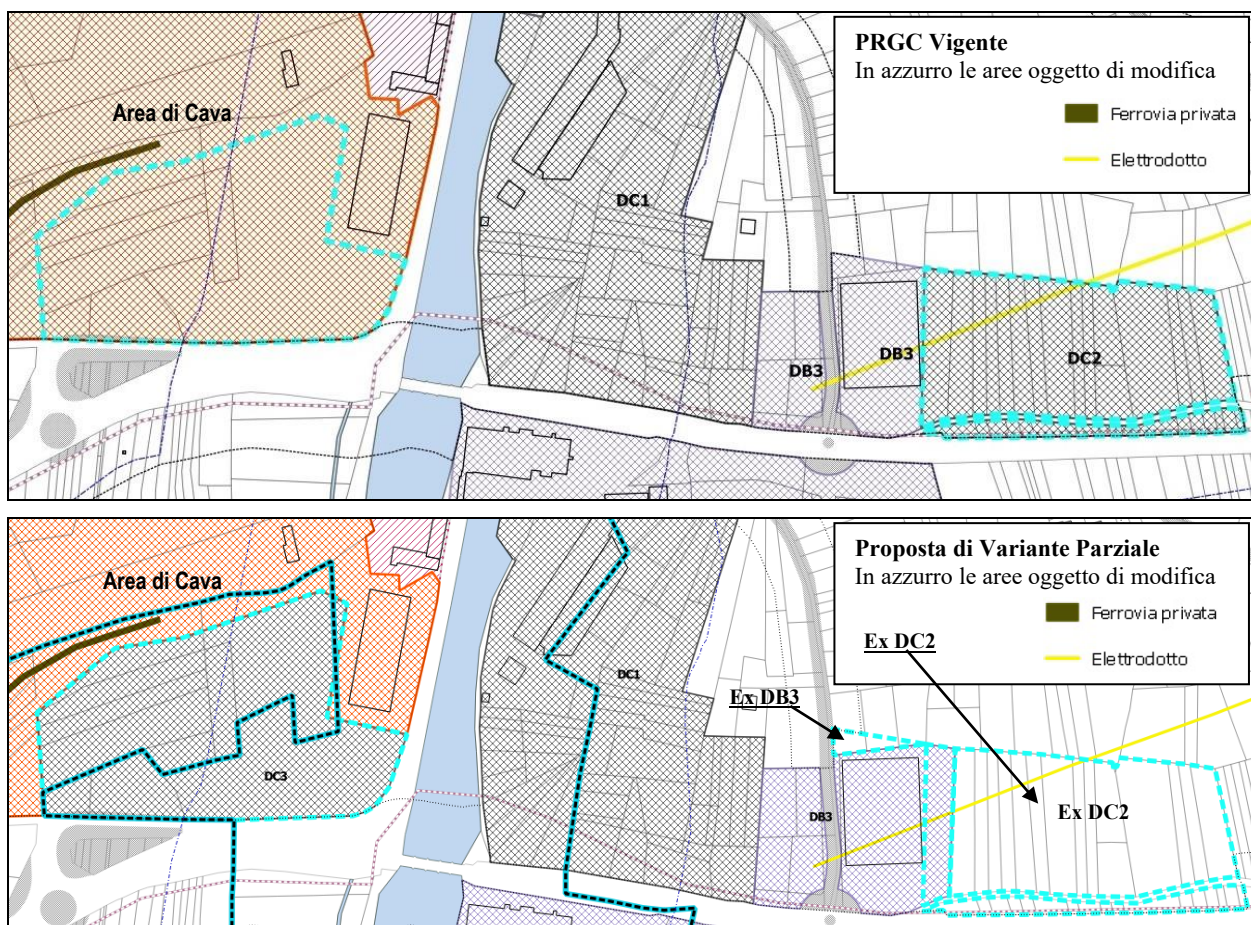 PRGC Vigente
In azzurro le aree oggetto di modifica
Ferrovia privata
Elettrodotto
Area di Cava
DC1
DB3
DB3
DC2
Proposta di Variante Parziale
In azzurro le aree oggetto di modifica
Ferrovia privata
Elettrodotto
Area di Cava
Ex DC2
Ex DB3
DC1
DC3
DB3
Ex DC2